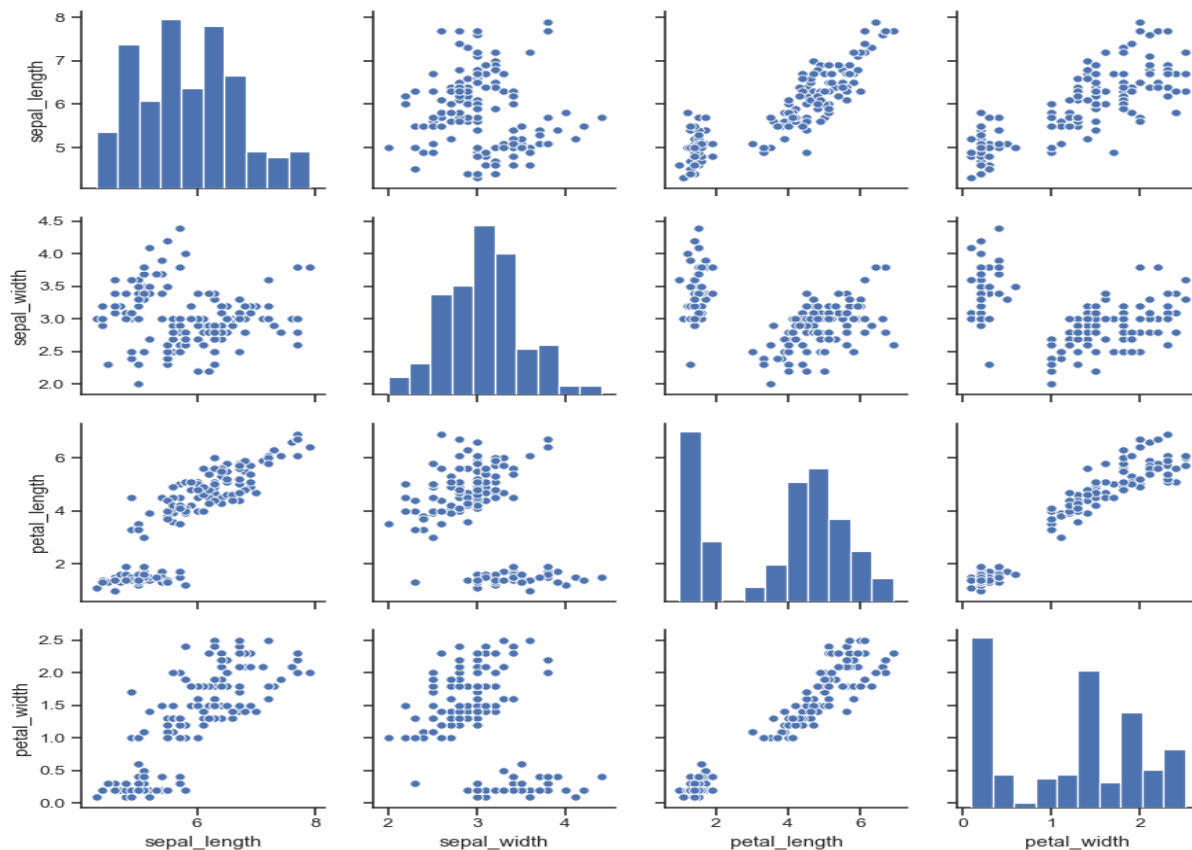 8
7
6
5
sepal_length
4.5
4.0
3.5
3.0
2.5
2.0
sepal_width
6
4
2
petal_length
2.5
2.0
1.5
1.0
0.5
0.0
petal_width
6 8
sepal_length
2 3 4
sepal_width
2 4 6
petal_length
0 1 2
petal_width